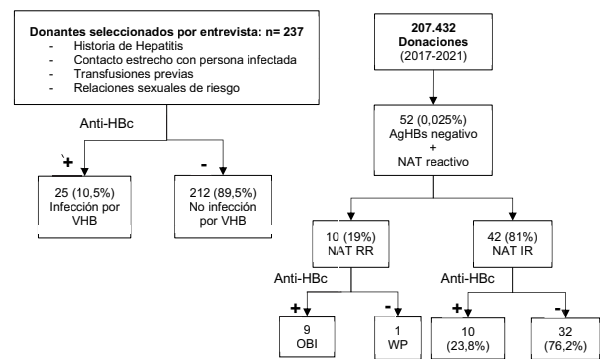 Donantes seleccionados por entrevista: n= 237
- Historia de Hepatitis
- Contacto estrecho con persona infectada
- Transfusiones previas
- Relaciones sexuales de riesgo
Anti-HBc
+
-
25 (10,5%)
Infección por
VHB
212 (89,5%)
No infección
por VHB
207.432
Donaciones
(2017-2021)
52 (0,025%)
AgHBs negativo
+
NAT reactivo
10 (19%)
NAT RR
42 (81%)
NAT IR
Anti-HBc
+
-
9
OBI
1
WP
Anti-HBc
+
-
10
(23,8%)
32
(76,2%)